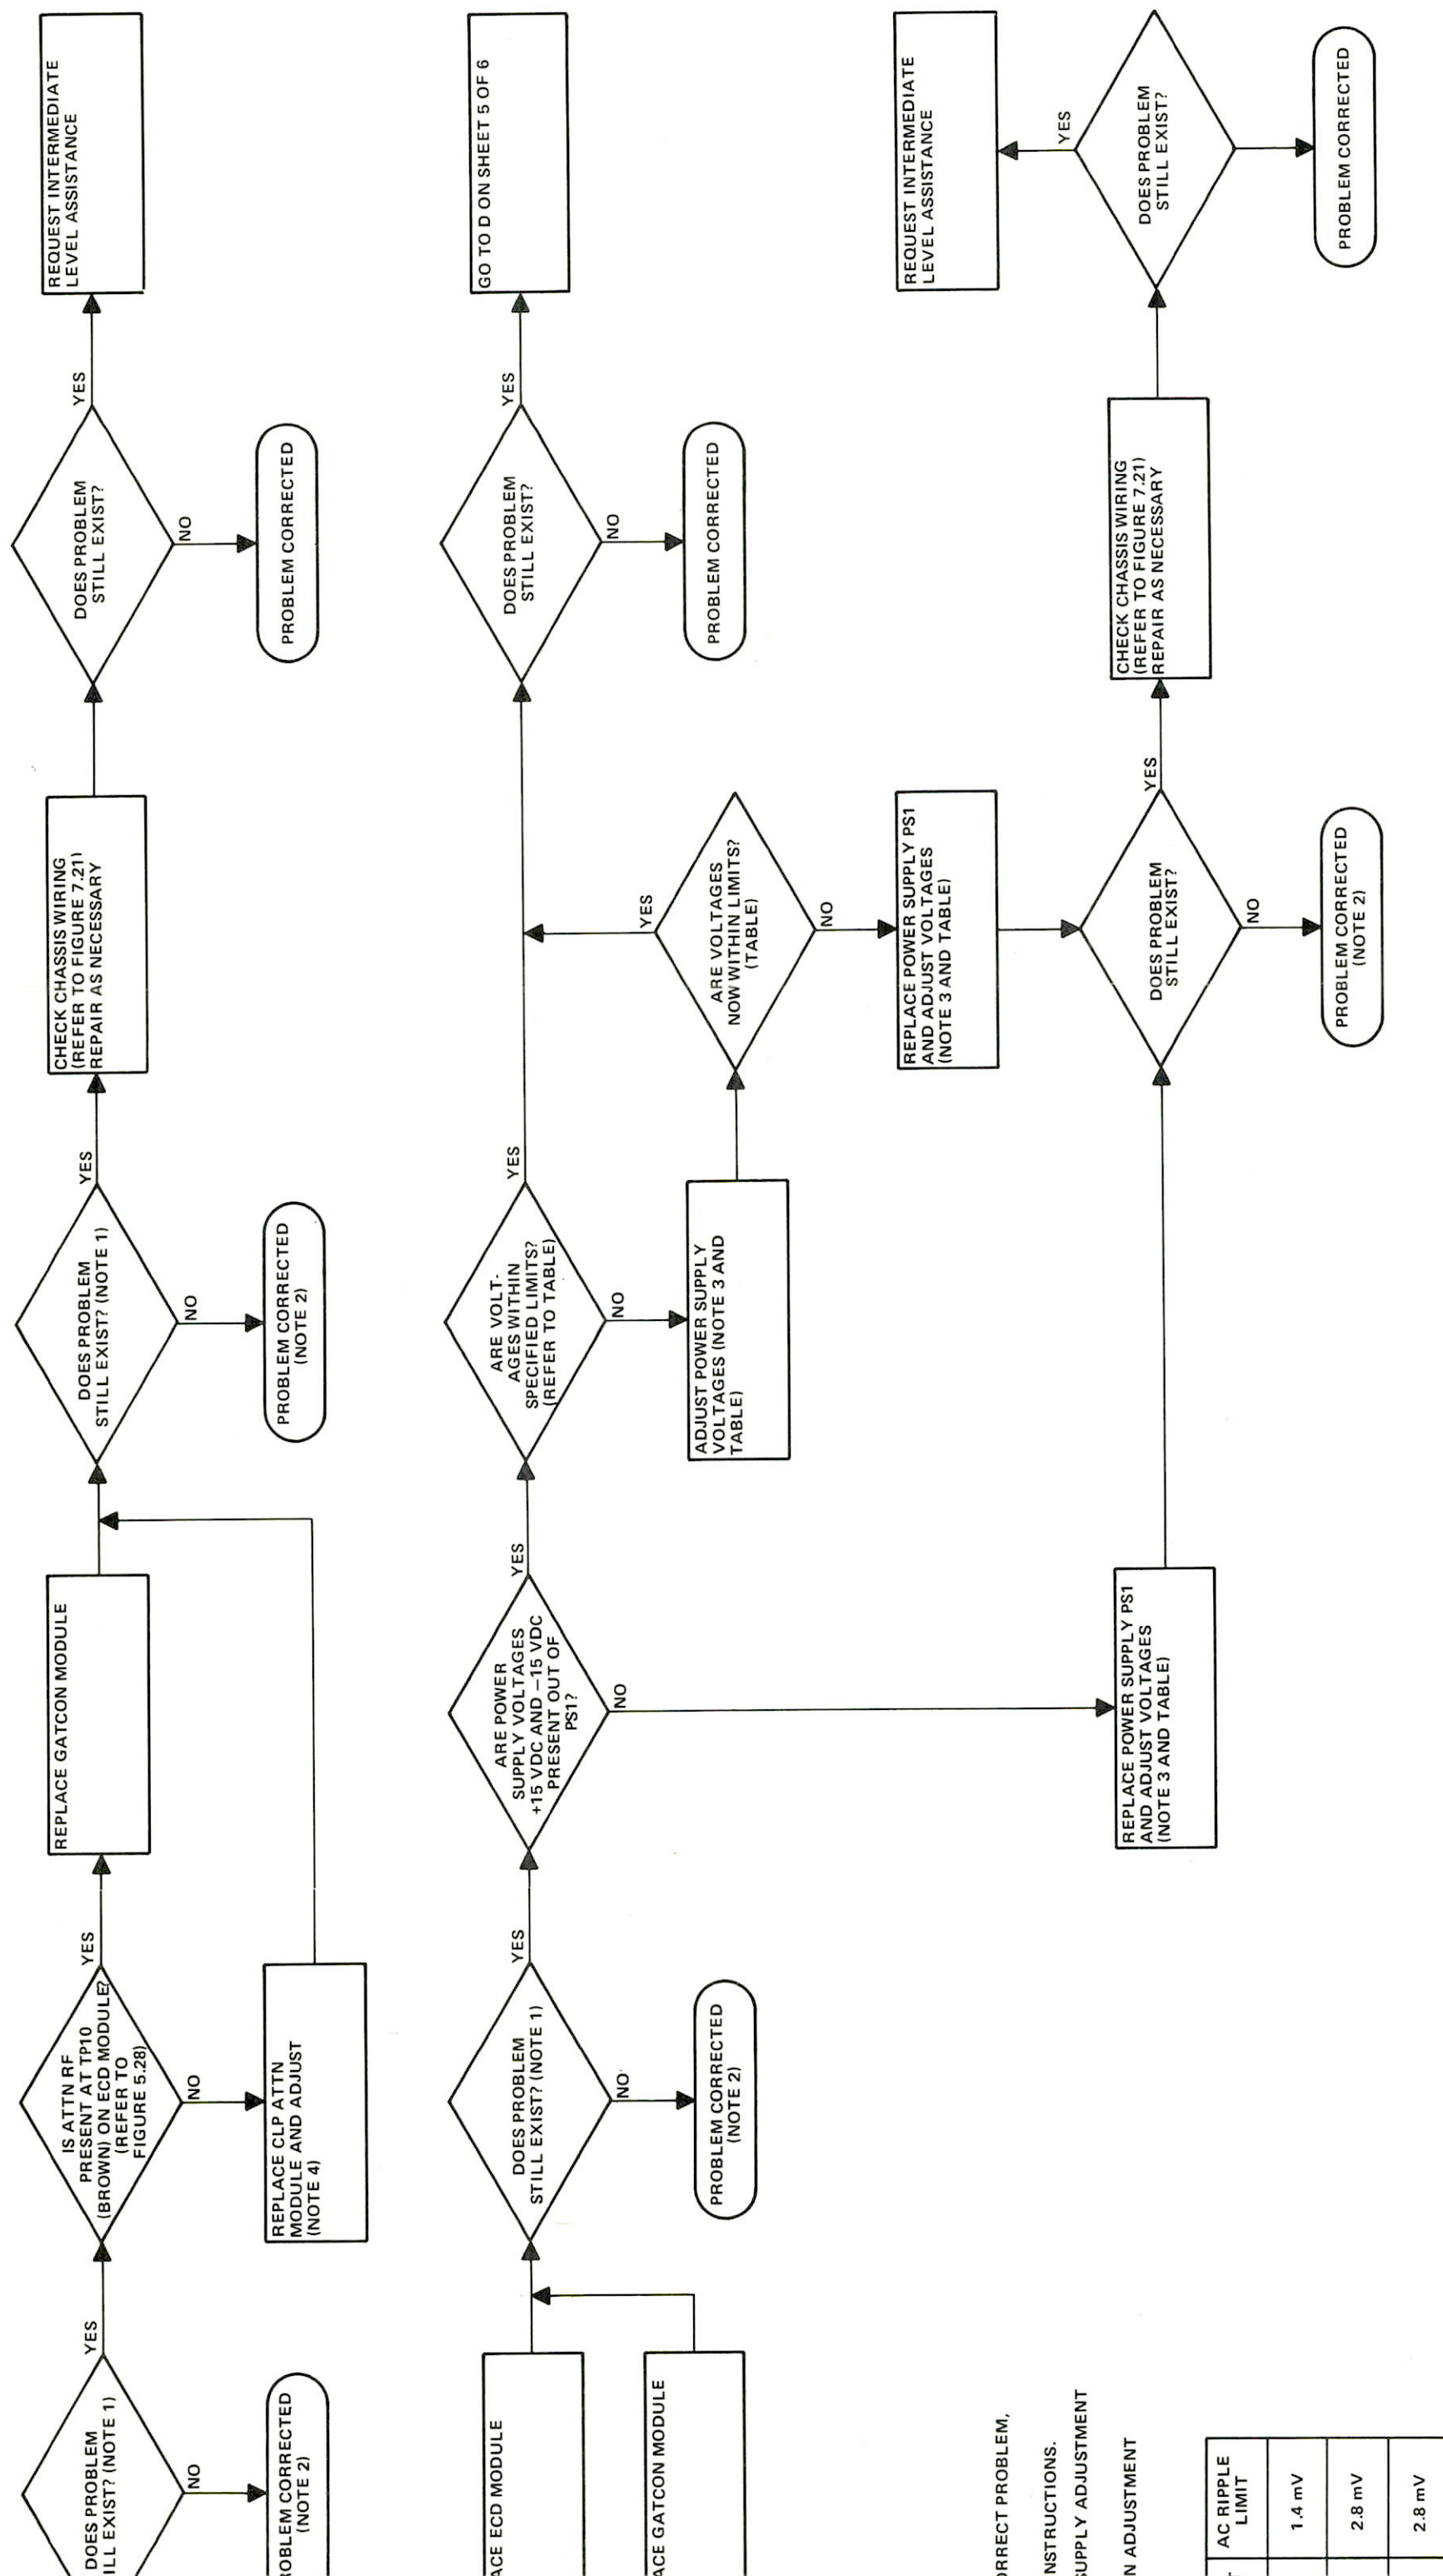 DOES PROBLEM
ILL EXIST? (NOTE 1)
YES
NO
ROBLEM CORRECTED
(NOTE 2)
IS ATTN RF
PRESENT AT TP10
(BROWN) ON ECD MODULE?
(REFER TO
FIGURE 5.28)
YES
NO
REPLACE CLP ATTN
MODULE AND ADJUST
(NOTE 4)
REPLACE GATCON MODULE
DOES PROBLEM
STILL EXIST? (NOTE 1)
YES
NO
PROBLEM CORRECTED
(NOTE 2)
CHECK CHASSIS WIRING
(REFER TO FIGURE 7.21)
REPAIR AS NECESSARY
DOES PROBLEM
STILL EXIST?
YES
NO
PROBLEM CORRECTED
REQUEST INTERMEDIATE
LEVEL ASSISTANCE
ACE ECD MODULE
ACE GATCON MODULE
DOES PROBLEM
STILL EXIST? (NOTE 1)
YES
NO
PROBLEM CORRECTED
(NOTE 2)
ARE POWER
SUPPLY VOLTAGES
+15 VDC AND −15 VDC
PRESENT OUT OF
PS1?
YES
NO
ARE VOLT-
AGES WITHIN
SPECIFIED LIMITS?
(REFER TO TABLE)
YES
NO
ADJUST POWER SUPPLY
VOLTAGES (NOTE 3 AND
TABLE)
ARE VOLTAGES
NOW WITHIN LIMITS?
(TABLE)
YES
NO
DOES PROBLEM
STILL EXIST?
YES
NO
PROBLEM CORRECTED
GO TO D ON SHEET 5 OF 6
REPLACE POWER SUPPLY PS1
AND ADJUST VOLTAGES
(NOTE 3 AND TABLE)
REPLACE POWER SUPPLY PS1
AND ADJUST VOLTAGES
(NOTE 3 AND TABLE)
DOES PROBLEM
STILL EXIST?
YES
NO
PROBLEM CORRECTED
(NOTE 2)
CHECK CHASSIS WIRING
(REFER TO FIGURE 7.21)
REPAIR AS NECESSARY
DOES PROBLEM
STILL EXIST?
YES
REQUEST INTERMEDIATE
LEVEL ASSISTANCE
PROBLEM CORRECTED
ORRECT PROBLEM,
NSTRUCTIONS.
SUPPLY ADJUSTMENT
N ADJUSTMENT
T
AC RIPPLE
LIMIT
1.4 mV
2.8 mV
2.8 mV